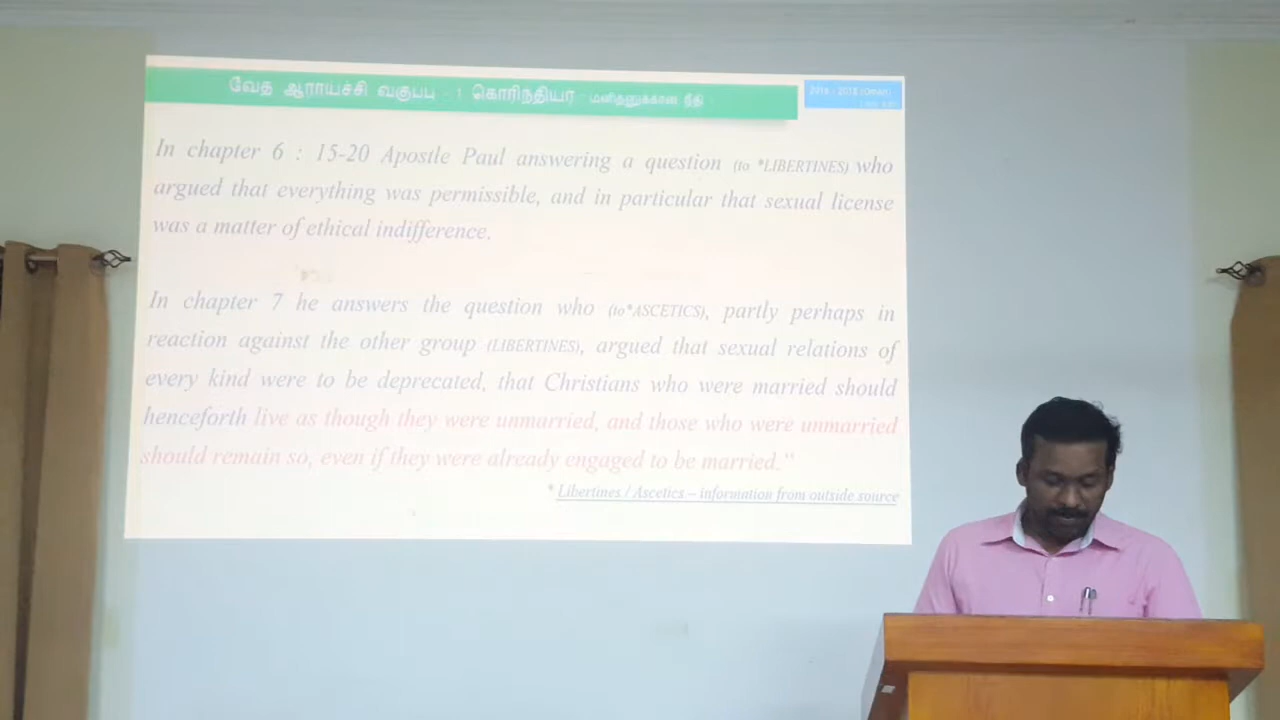 வேத ஆராய்ச்சி வகுப்பு - 1 கொரிந்தியர் - மனிதனுக்கான நீதி -
2016 - 2018 (Oman)
In chapter 6 : 15-20 Apostle Paul answering a question (to *LIBERTINES) who
argued that everything was permissible, and in particular that sexual license
was a matter of ethical indifference.
In chapter 7 he answers the question who (to*ASCETICS), partly perhaps in
reaction against the other group (LIBERTINES), argued that sexual relations of
every kind were to be deprecated, that Christians who were married should
henceforth live as though they were unmarried, and those who were unmarried
should remain so, even if they were already engaged to be married."
* Libertines / Ascetics – information from outside source